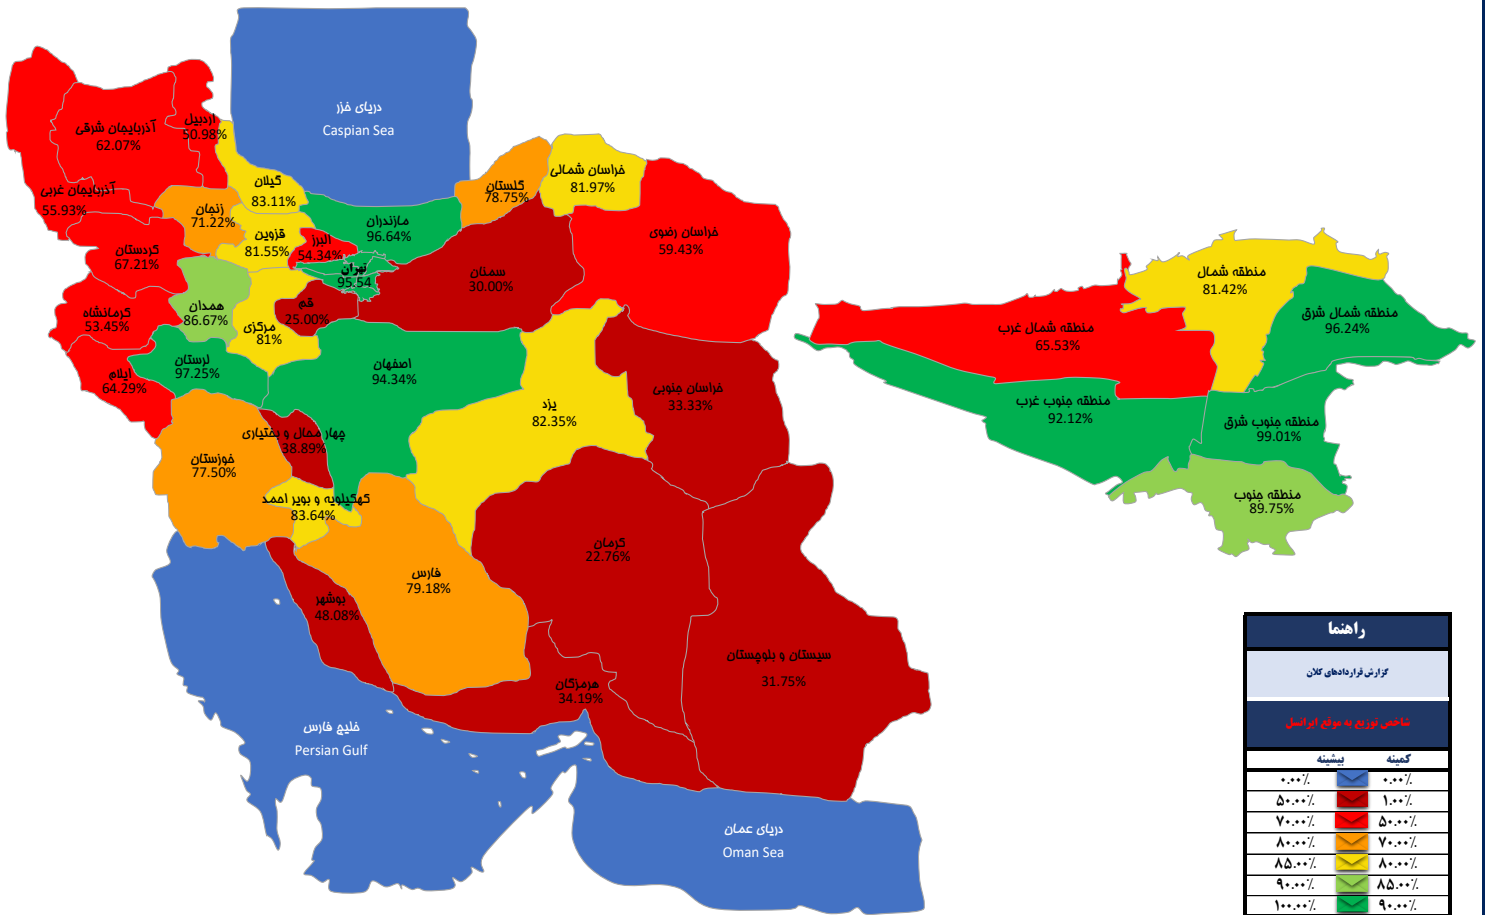 دریای خزر
Caspian Sea
آذربایجان شرقی
62.07%
اردبیل
50.98%
آذربایجان غربی
55.93%
گیلان
83.11%
زنجان
71.22%
قزوین
81.55%
البرز
54.34%
مازندران
96.64%
تهران
95.54
گلستان
78.75%
خراسان شمالی
81.97%
خراسان رضوی
59.43%
سمنان
30.00%
کردستان
67.21%
همدان
86.67%
کرمانشاه
53.45%
مرکزی
81%
قم
25.00%
لرستان
97.25%
ایلام
64.29%
اصفهان
94.34%
یزد
82.35%
خراسان جنوبی
33.33%
چهار محال و بختیاری
38.89%
خوزستان
77.50%
کهگیلویه و بویر احمد
83.64%
فارس
79.18%
کرمان
22.76%
بوشهر
48.08%
سیستان و بلوچستان
31.75%
هرمزگان
34.19%
خلیج فارس
Persian Gulf
دریای عمان
Oman Sea
منطقه شمال
81.42%
منطقه شمال شرق
96.24%
منطقه شمال غرب
65.53%
منطقه جنوب غرب
92.12%
منطقه جنوب شرق
99.01%
منطقه جنوب
89.75%
راهنما
گزارش قراردادهای کلان
شاخص توزیع به موقع ایرانسل
کمینه بیشینه
۰.۰۰٪ ۰.۰۰٪
۱.۰۰٪ ۵۰.۰۰٪
۵۰.۰۰٪ ۷۰.۰۰٪
۷۰.۰۰٪ ۸۰.۰۰٪
۸۰.۰۰٪ ۸۵.۰۰٪
۸۵.۰۰٪ ۹۰.۰۰٪
۹۰.۰۰٪ ۱۰۰.۰۰٪